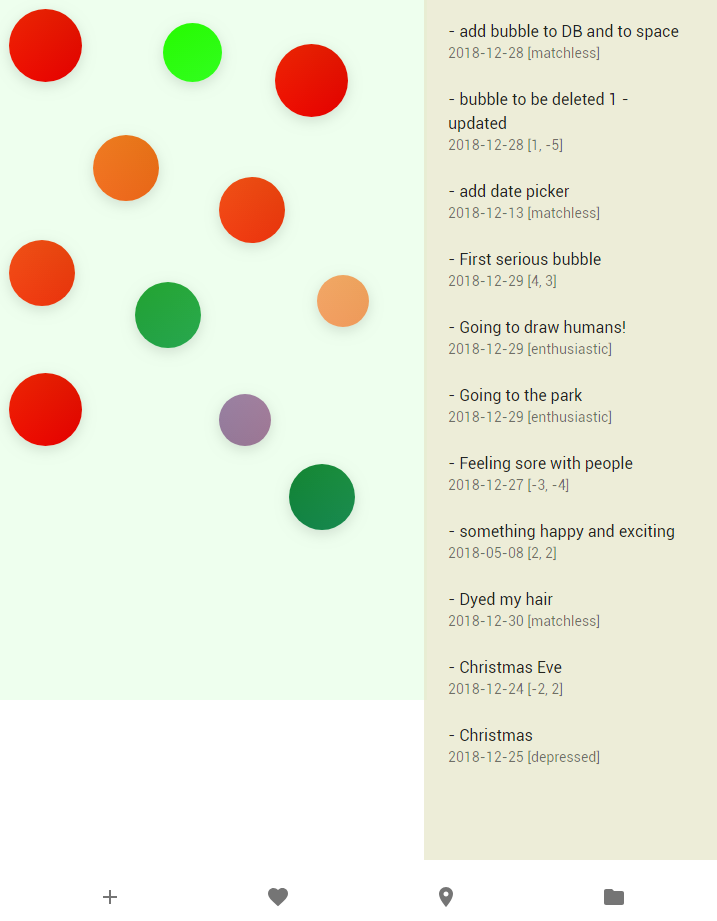 - add bubble to DB and to space
2018-12-28 [matchless]
- bubble to be deleted 1 -
updated
2018-12-28 [1, -5]
- add date picker
2018-12-13 [matchless]
- First serious bubble
2018-12-29 [4, 3]
- Going to draw humans!
2018-12-29 [enthusiastic]
- Going to the park
2018-12-29 [enthusiastic]
- Feeling sore with people
2018-12-27 [-3, -4]
- something happy and exciting
2018-05-08 [2, 2]
- Dyed my hair
2018-12-30 [matchless]
- Christmas Eve
2018-12-24 [-2, 2]
- Christmas
2018-12-25 [depressed]